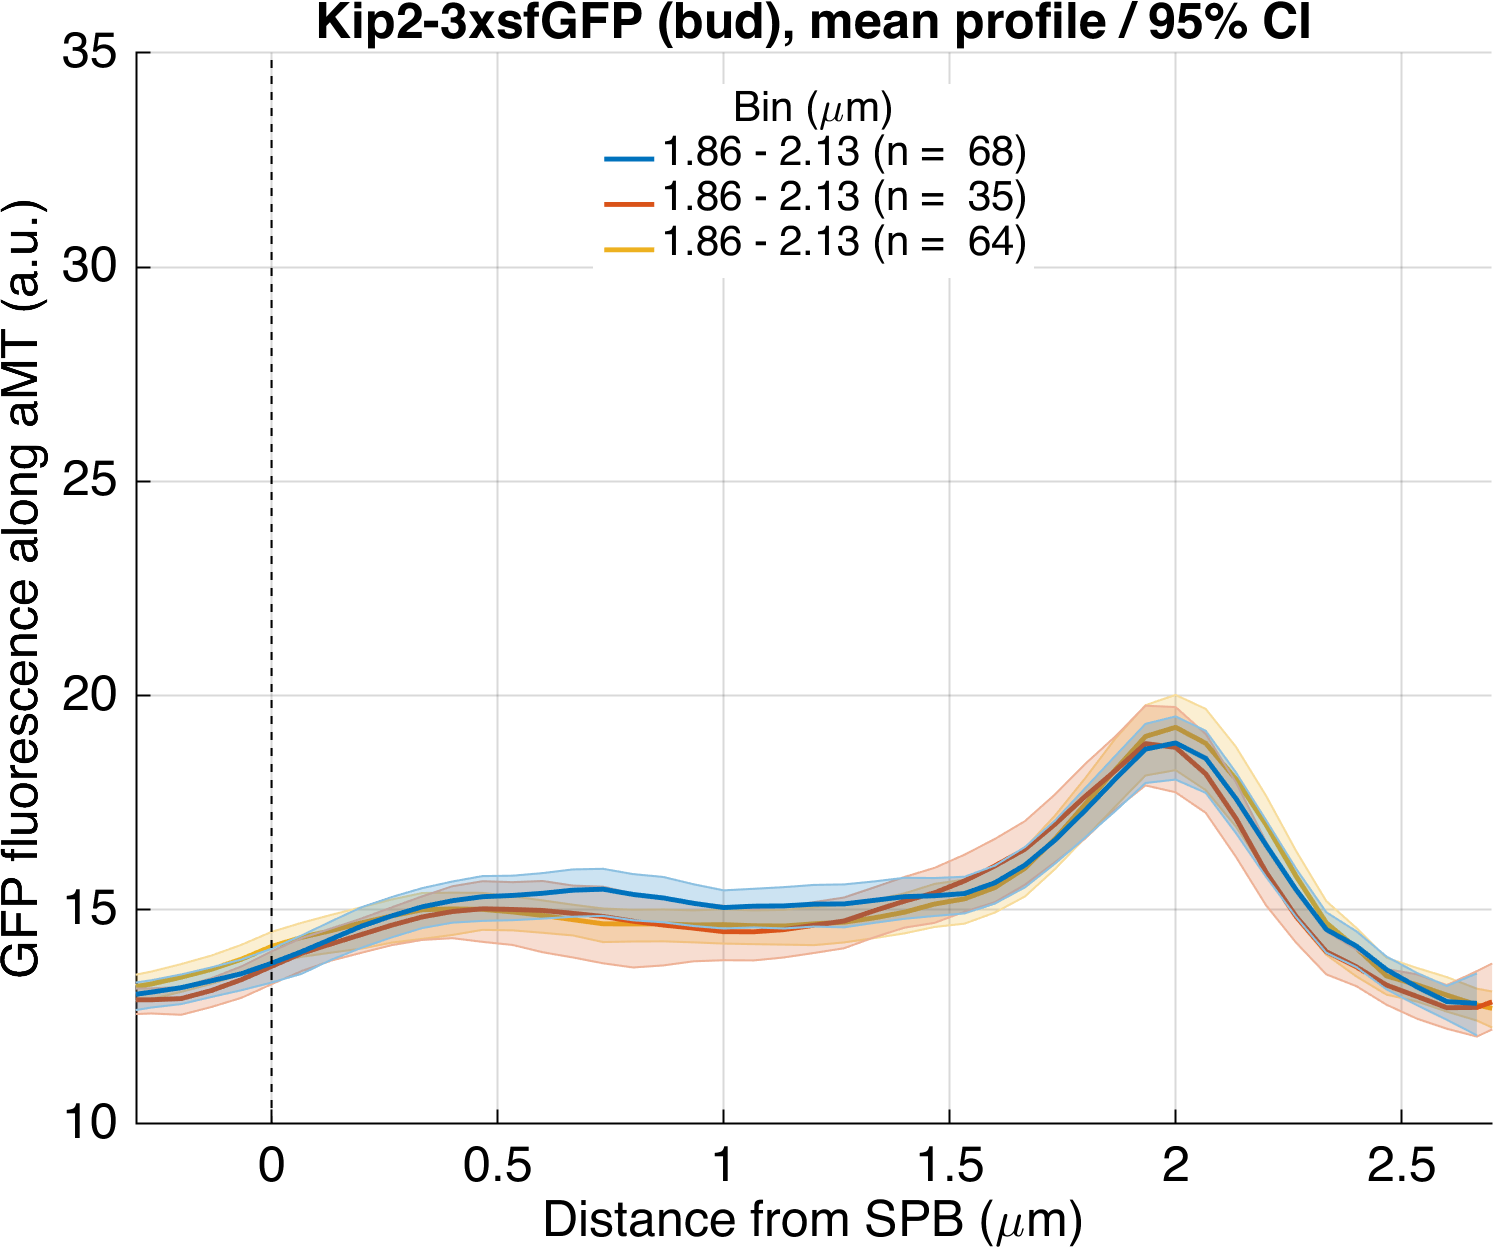 Kip2-3xsfGFP (bud), mean profile / 95% CI
Bin (μm)
1.86 - 2.13 (n = 68)
1.86 - 2.13 (n = 35)
1.86 - 2.13 (n = 64)
GFP fluorescence along aMT (a.u.)
35
30
25
20
15
10
0 0.5 1 1.5 2 2.5
Distance from SPB (μm)